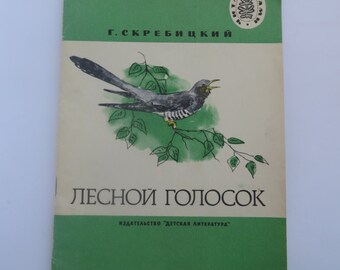 Г. СКРЕБИЦКИЙ
ЛЕСНОЙ ГОЛОСОК
ИЗДАТЕЛЬСТВО "ДЕТСКАЯ ЛИТЕРАТУРА"